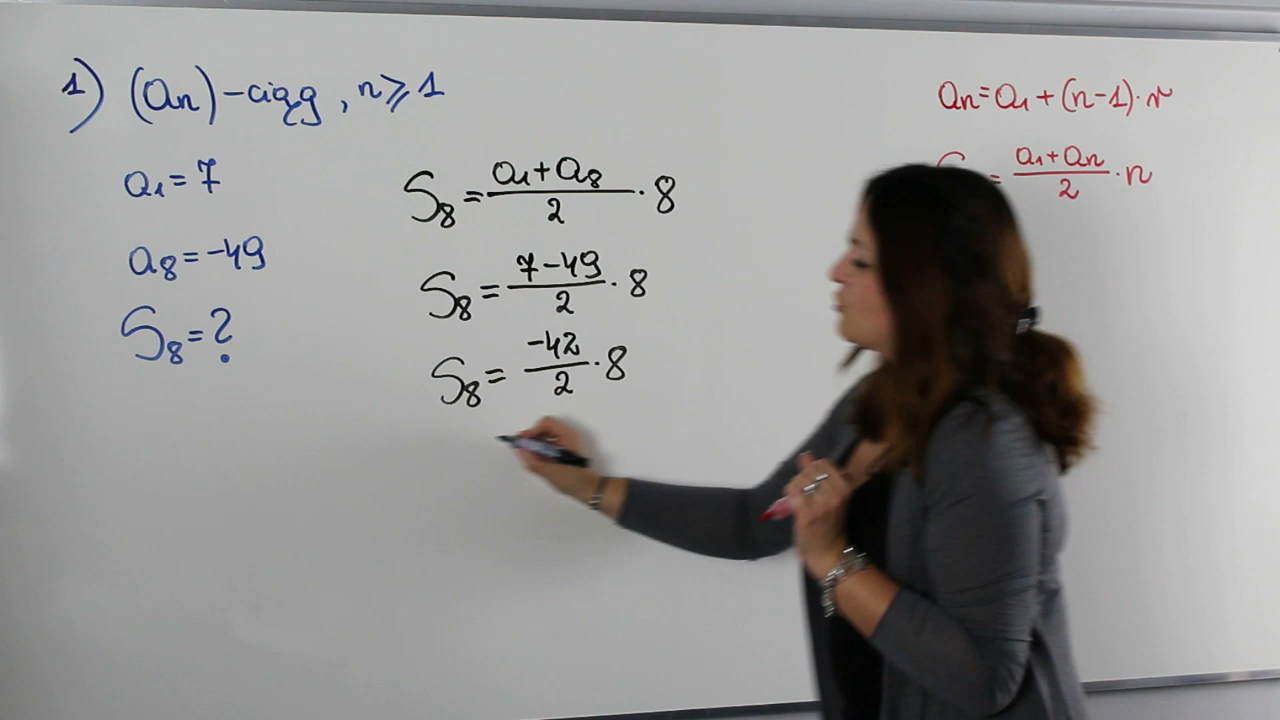 1) (an)-ciąg, n⩾1
a1=7
a8=-49
S8=?
S8=(a1+a8)/2·8
S8=(7-49)/2·8
S8=-42/2·8
an=a1+(n-1)·r
=(a1+an)/2·n